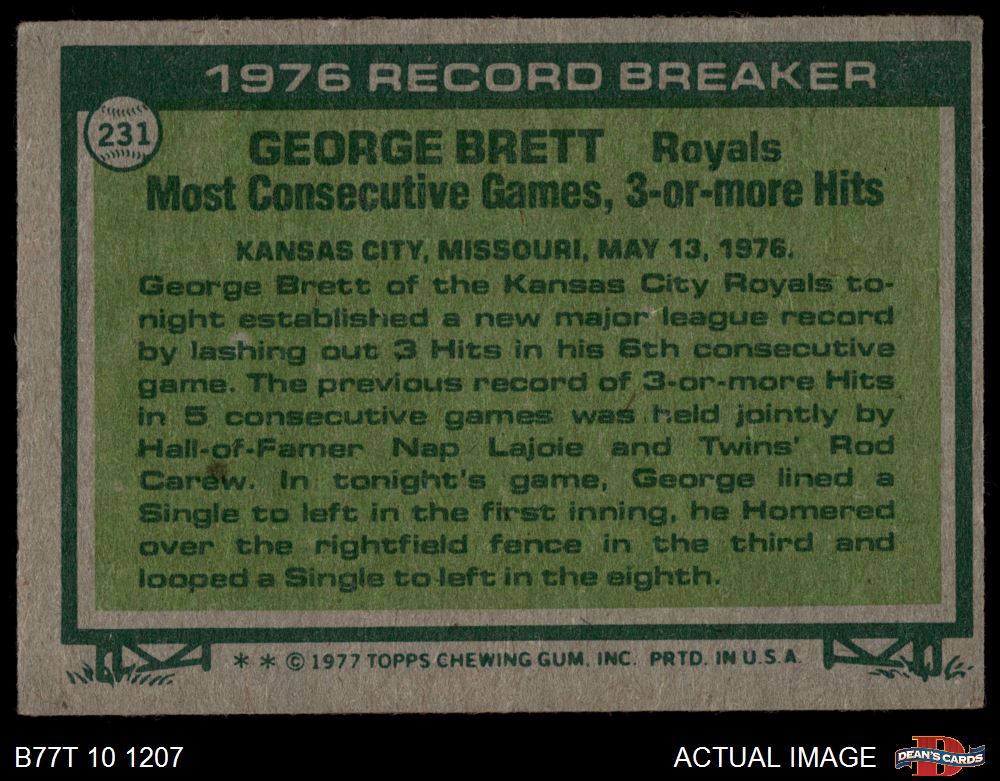 1976 RECORD BREAKER
231
GEORGE BRETT Royals
Most Consecutive Games, 3-or-more Hits
KANSAS CITY, MISSOURI, MAY 13, 1976.
George Brett of the Kansas City Royals to-
night established a new major league record
by lashing out 3 Hits in his 6th consecutive
game. The previous record of 3-or-more Hits
in 5 consecutive games was held jointly by
Hall-of-Famer Nap Lajoie and Twins' Rod
Carew. In tonight's game, George lined a
Single to left in the first inning, he Homered
over the rightfield fence in the third and
looped a Single to left in the eighth.
* * © 1977 TOPPS CHEWING GUM, INC. PRTD. IN U.S.A.
B77T 10 1207
ACTUAL IMAGE
D
DEAN'S CARDS